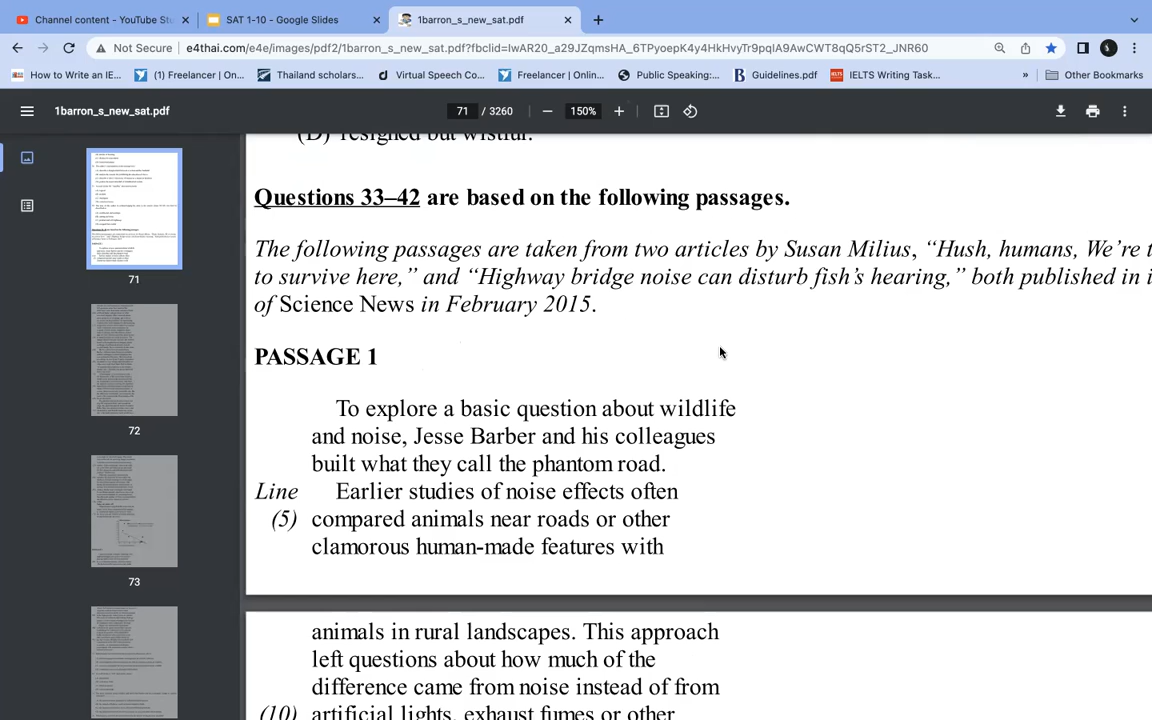 Channel content - YouTube St
SAT 1-10 - Google Slides
1barron_s_new_sat.pdf
Not Secure
e4thai.com/e4e/images/pdf2/1barron_s_new_sat.pdf?fbclid=IwAR20_a29JZqmsHA_6TPyoepK4y4HkHvyTr9pqIA9AwCWT8qQ5rST2_JNR60
How to Write an IE...
(1) Freelancer | On...
Thailand scholars...
Virtual Speech Co...
Freelancer | Onlin...
Public Speaking:...
Guidelines.pdf
IELTS Writing Task...
»
Other Bookmarks
1barron_s_new_sat.pdf
71 / 3260
150%
(D) resigned but wistful.
Questions 33–42 are based on the following passages.
The following passages are taken from two articles by Susan Milius, “Hush, humans, We’re t
to survive here,” and “Highway bridge noise can disturb fish’s hearing,” both published in i
of Science News in February 2015.
PASSAGE 1
To explore a basic question about wildlife
and noise, Jesse Barber and his colleagues
built what they call the phantom road.
Line Earlier studies of noise effects often
(5) compared animals near roads or other
clamorous human-made features with
animals in rural landscapes. This approach
left questions about how much of the
difference came from noise instead of from
(10) artificial lights, exhaust fumes or other
71
72
73